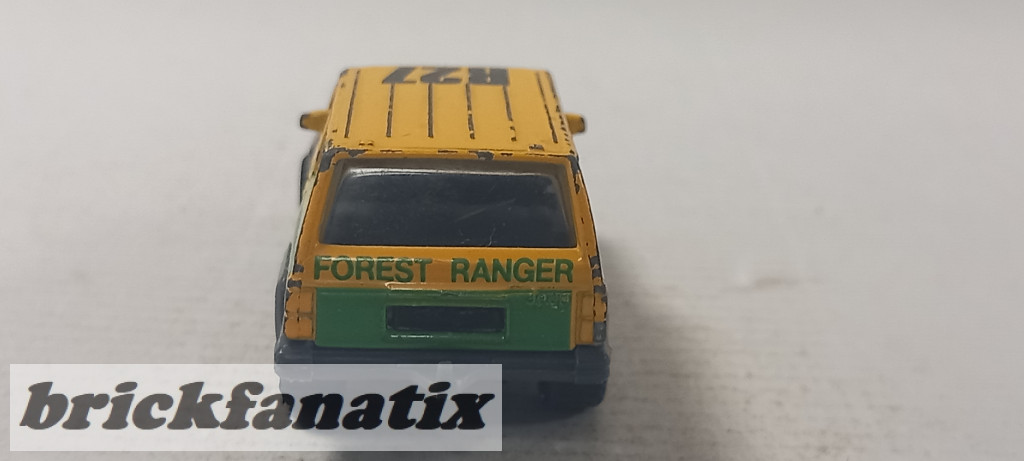 R27
FOREST RANGER
brickfanatix